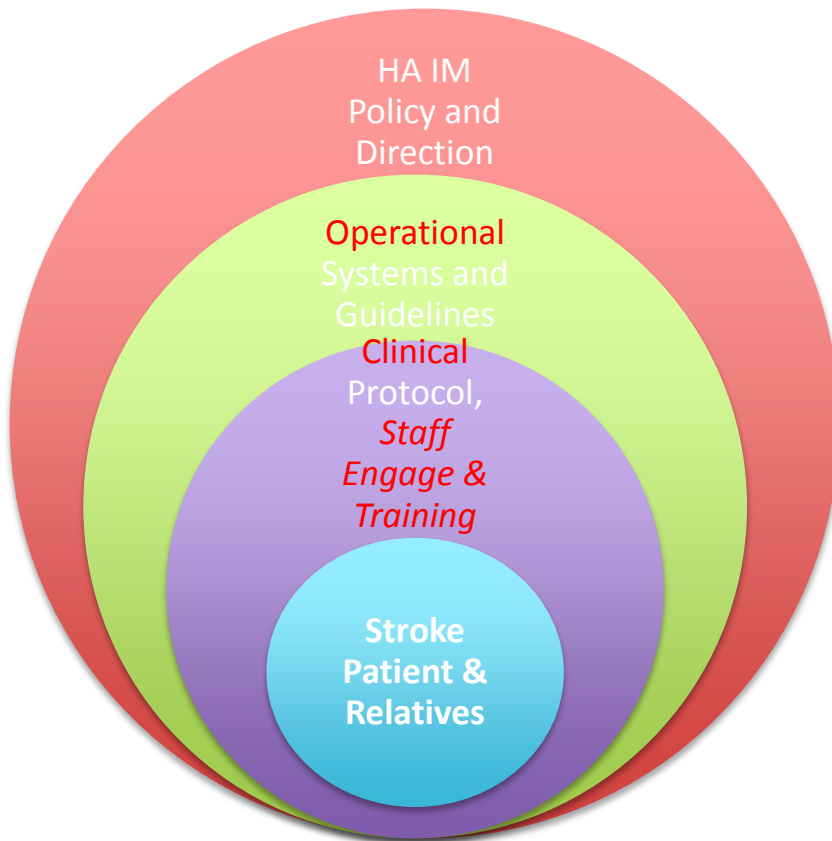 HA IM
Policy and
Direction
Operational
Systems and
Guidelines
Clinical
Protocol,
Staff
Engage &
Training
Stroke
Patient &
Relatives